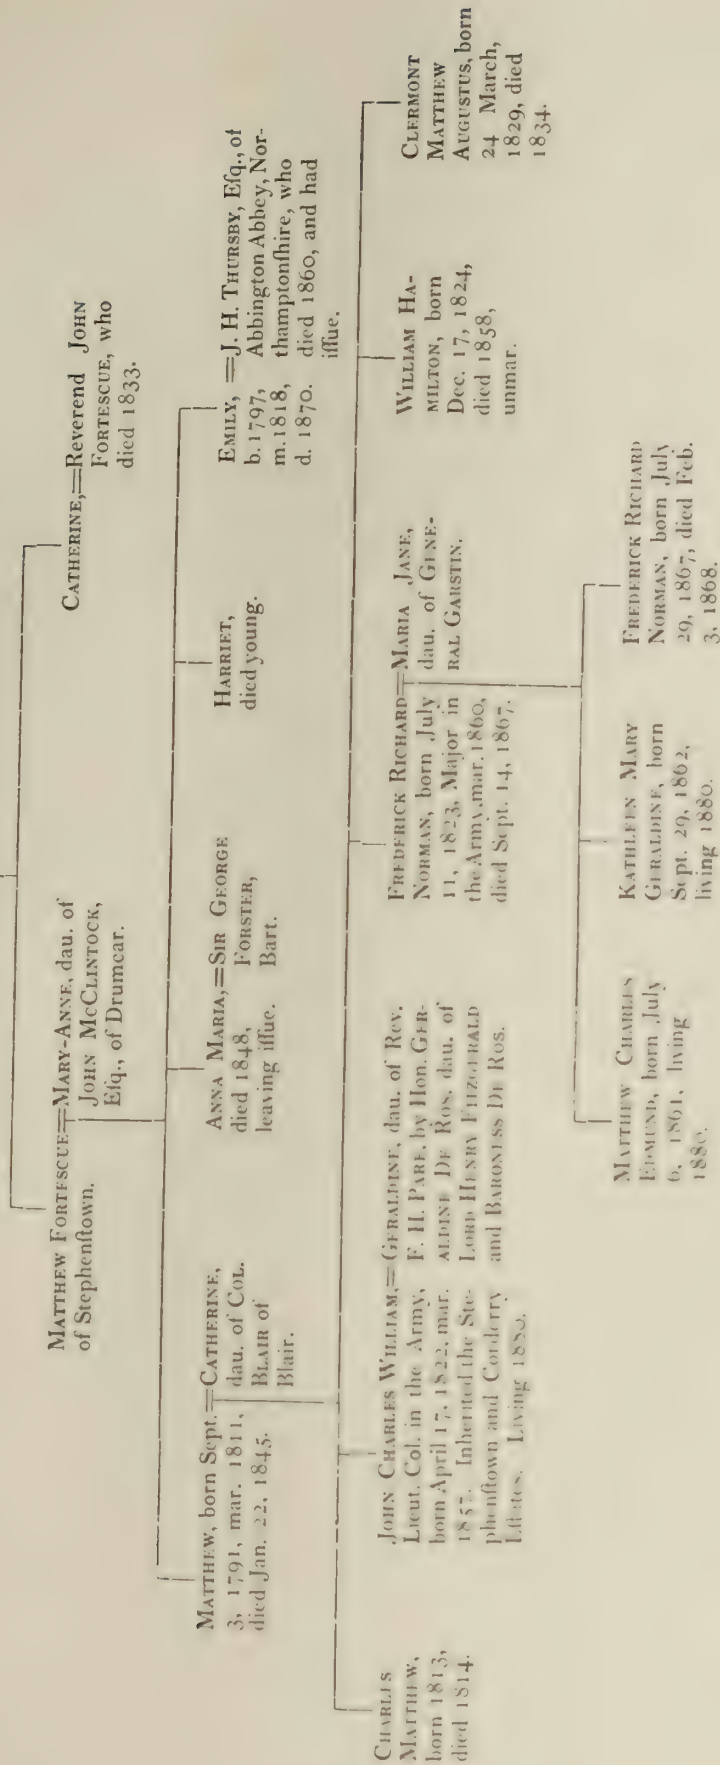 MATTHEW FORTESCUE═MARY-ANNE, dau. of
of Stephenſtown.
JOHN MCCLINTOCK,
Eſq., of Drumcar.
CATHERINE,═Reverend JOHN
FORTESCUE, who
died 1833.
MATTHEW, born Sept.═CATHERINE,
3, 1791, mar. 1811, dau. of COL.
died Jan. 22, 1845. BLAIR of
Blair.
ANNA MARIA,═SIR GEORGE
died 1848, FORSTER,
leaving iſſue. Bart.
HARRIET,
died young.
EMILY, ═J. H. THURSBY, Eſq., of
b. 1797, Abbington Abbey, Nor-
m. 1818, thamptonſhire, who
d. 1870. died 1860, and had
iſſue.
CHARLES
MATTHEW,
born 1813,
died 1814.
JOHN CHARLES WILLIAM,═GERALDINE, dau. of Rev.
Lieut. Col. in the Army, F. H. PARE, by Hon. GER-
born April 17, 1822, mar. ALDINE DE ROS, dau. of
1857. Inherited the Ste- LORD HENRY FITZGERALD
phenſtown and Corderry and BARONESS DE ROS.
Eſtates. Living 1880.
FREDERICK RICHARD═MARIA JANE,
NORMAN, born July dau. of GENE-
11, 1823, Major in RAL GARSTIN.
the Army, mar. 1860,
died Sept. 14, 1867.
WILLIAM HA-
MILTON, born
Dec. 17, 1824,
died 1858,
unmar.
CLERMONT
MATTHEW
AUGUSTUS, born
24 March,
1829, died
1834.
MATTHEW CHARLES
EDMUND, born July
6, 1861, living
1880.
KATHLEEN MARY
GERALDINE, born
Sept. 29, 1862,
living 1880.
FREDERICK RICHARD
NORMAN, born July
29, 1867, died Feb.
3, 1868.